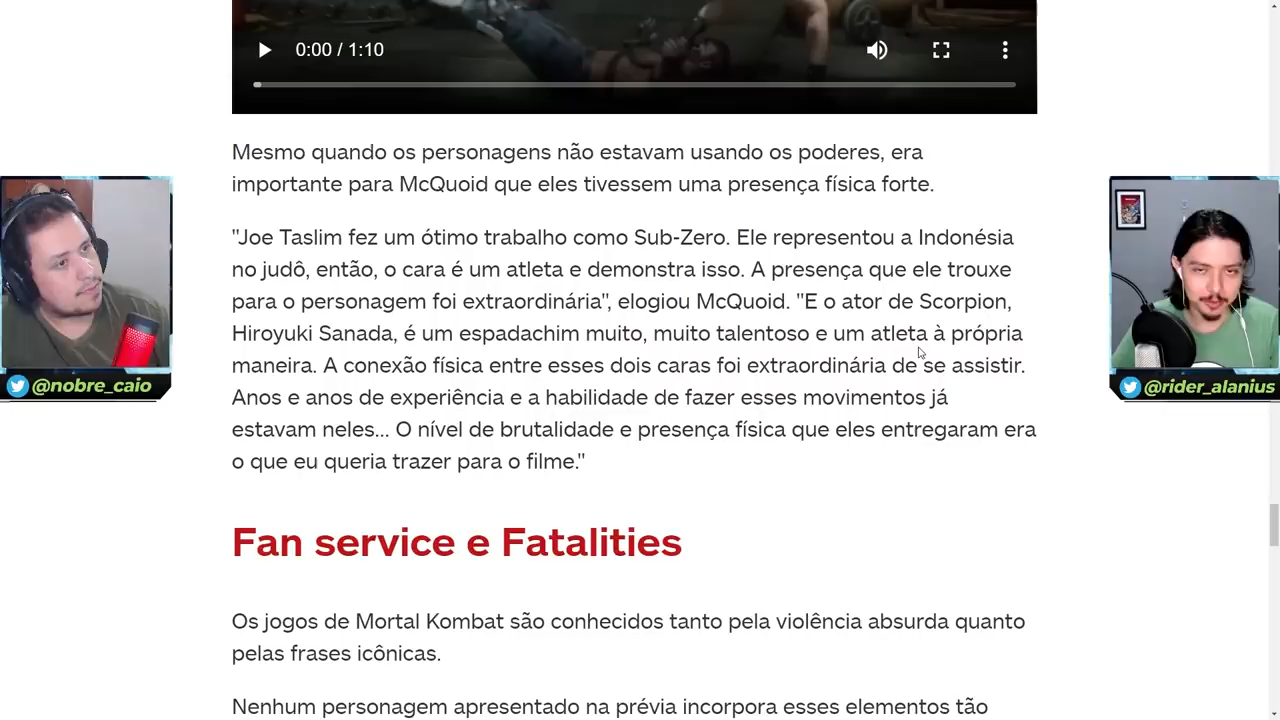 0:00 / 1:10
Mesmo quando os personagens não estavam usando os poderes, era
importante para McQuoid que eles tivessem uma presença física forte.
"Joe Taslim fez um ótimo trabalho como Sub-Zero. Ele representou a Indonésia
no judô, então, o cara é um atleta e demonstra isso. A presença que ele trouxe
para o personagem foi extraordinária", elogiou McQuoid. "E o ator de Scorpion,
Hiroyuki Sanada, é um espadachim muito, muito talentoso e um atleta à própria
maneira. A conexão física entre esses dois caras foi extraordinária de se assistir.
Anos e anos de experiência e a habilidade de fazer esses movimentos já
estavam neles... O nível de brutalidade e presença física que eles entregaram era
o que eu queria trazer para o filme."
@nobre_caio
@rider_alanius
Fan service e Fatalities
Os jogos de Mortal Kombat são conhecidos tanto pela violência absurda quanto
pelas frases icônicas.
Nenhum personagem apresentado na prévia incorpora esses elementos tão